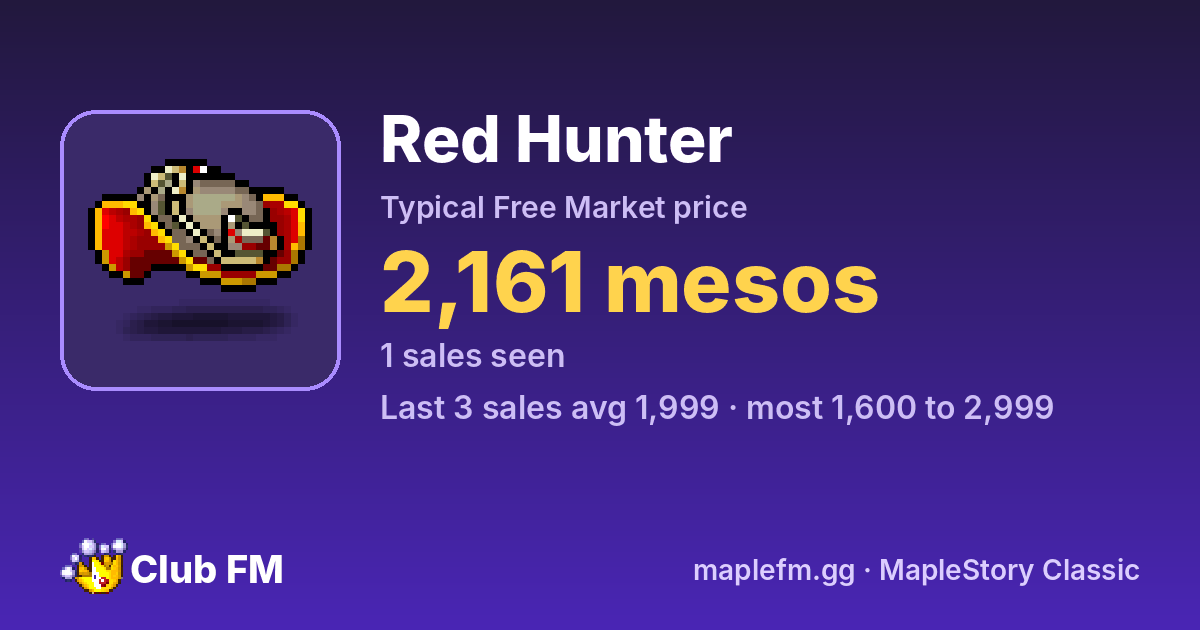 Red Hunter
Typical Free Market price
2,161 mesos
1 sales seen
Last 3 sales avg 1,999 · most 1,600 to 2,999
Club FM
maplefm.gg · MapleStory Classic